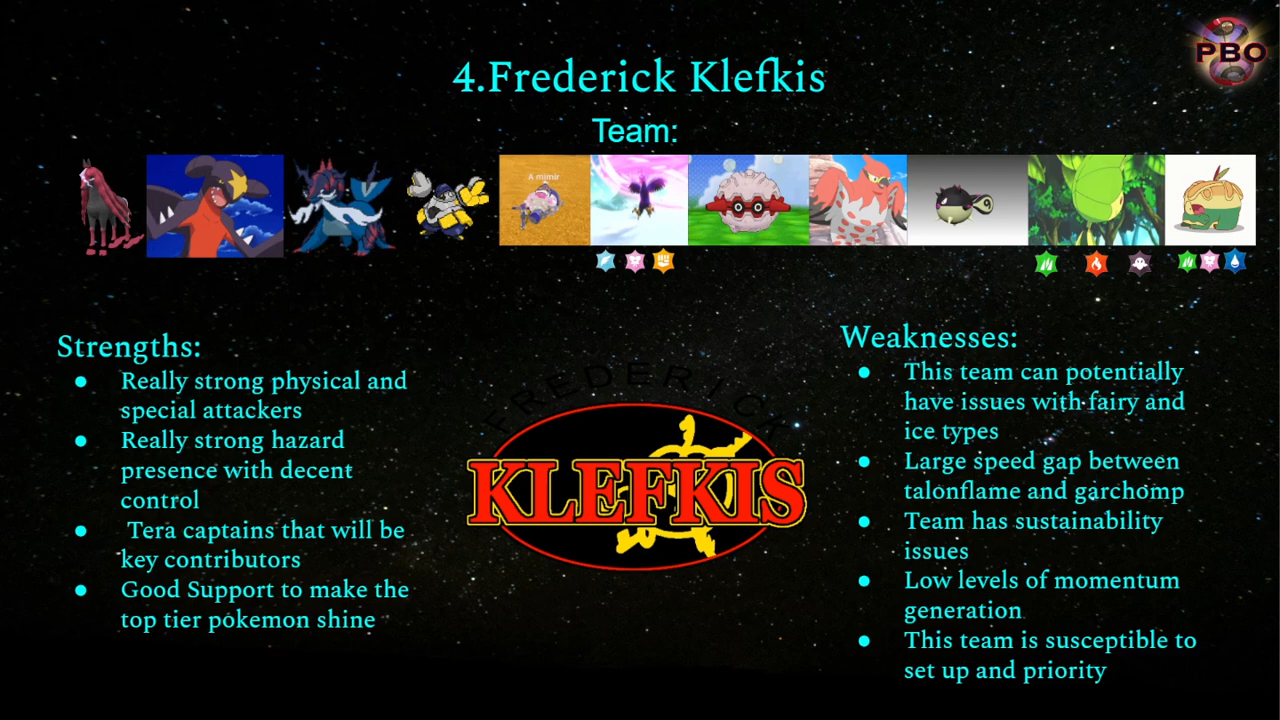 PBO
4.Frederick Klefkis
Team:
A mimir
Strengths:
● Really strong physical and
special attackers
● Really strong hazard
presence with decent
control
● Tera captains that will be
key contributors
● Good Support to make the
top tier pokemon shine
FREDERICK
KLEFKIS
Weaknesses:
● This team can potentially
have issues with fairy and
ice types
● Large speed gap between
talonflame and garchomp
● Team has sustainability
issues
● Low levels of momentum
generation
● This team is susceptible to
set up and priority